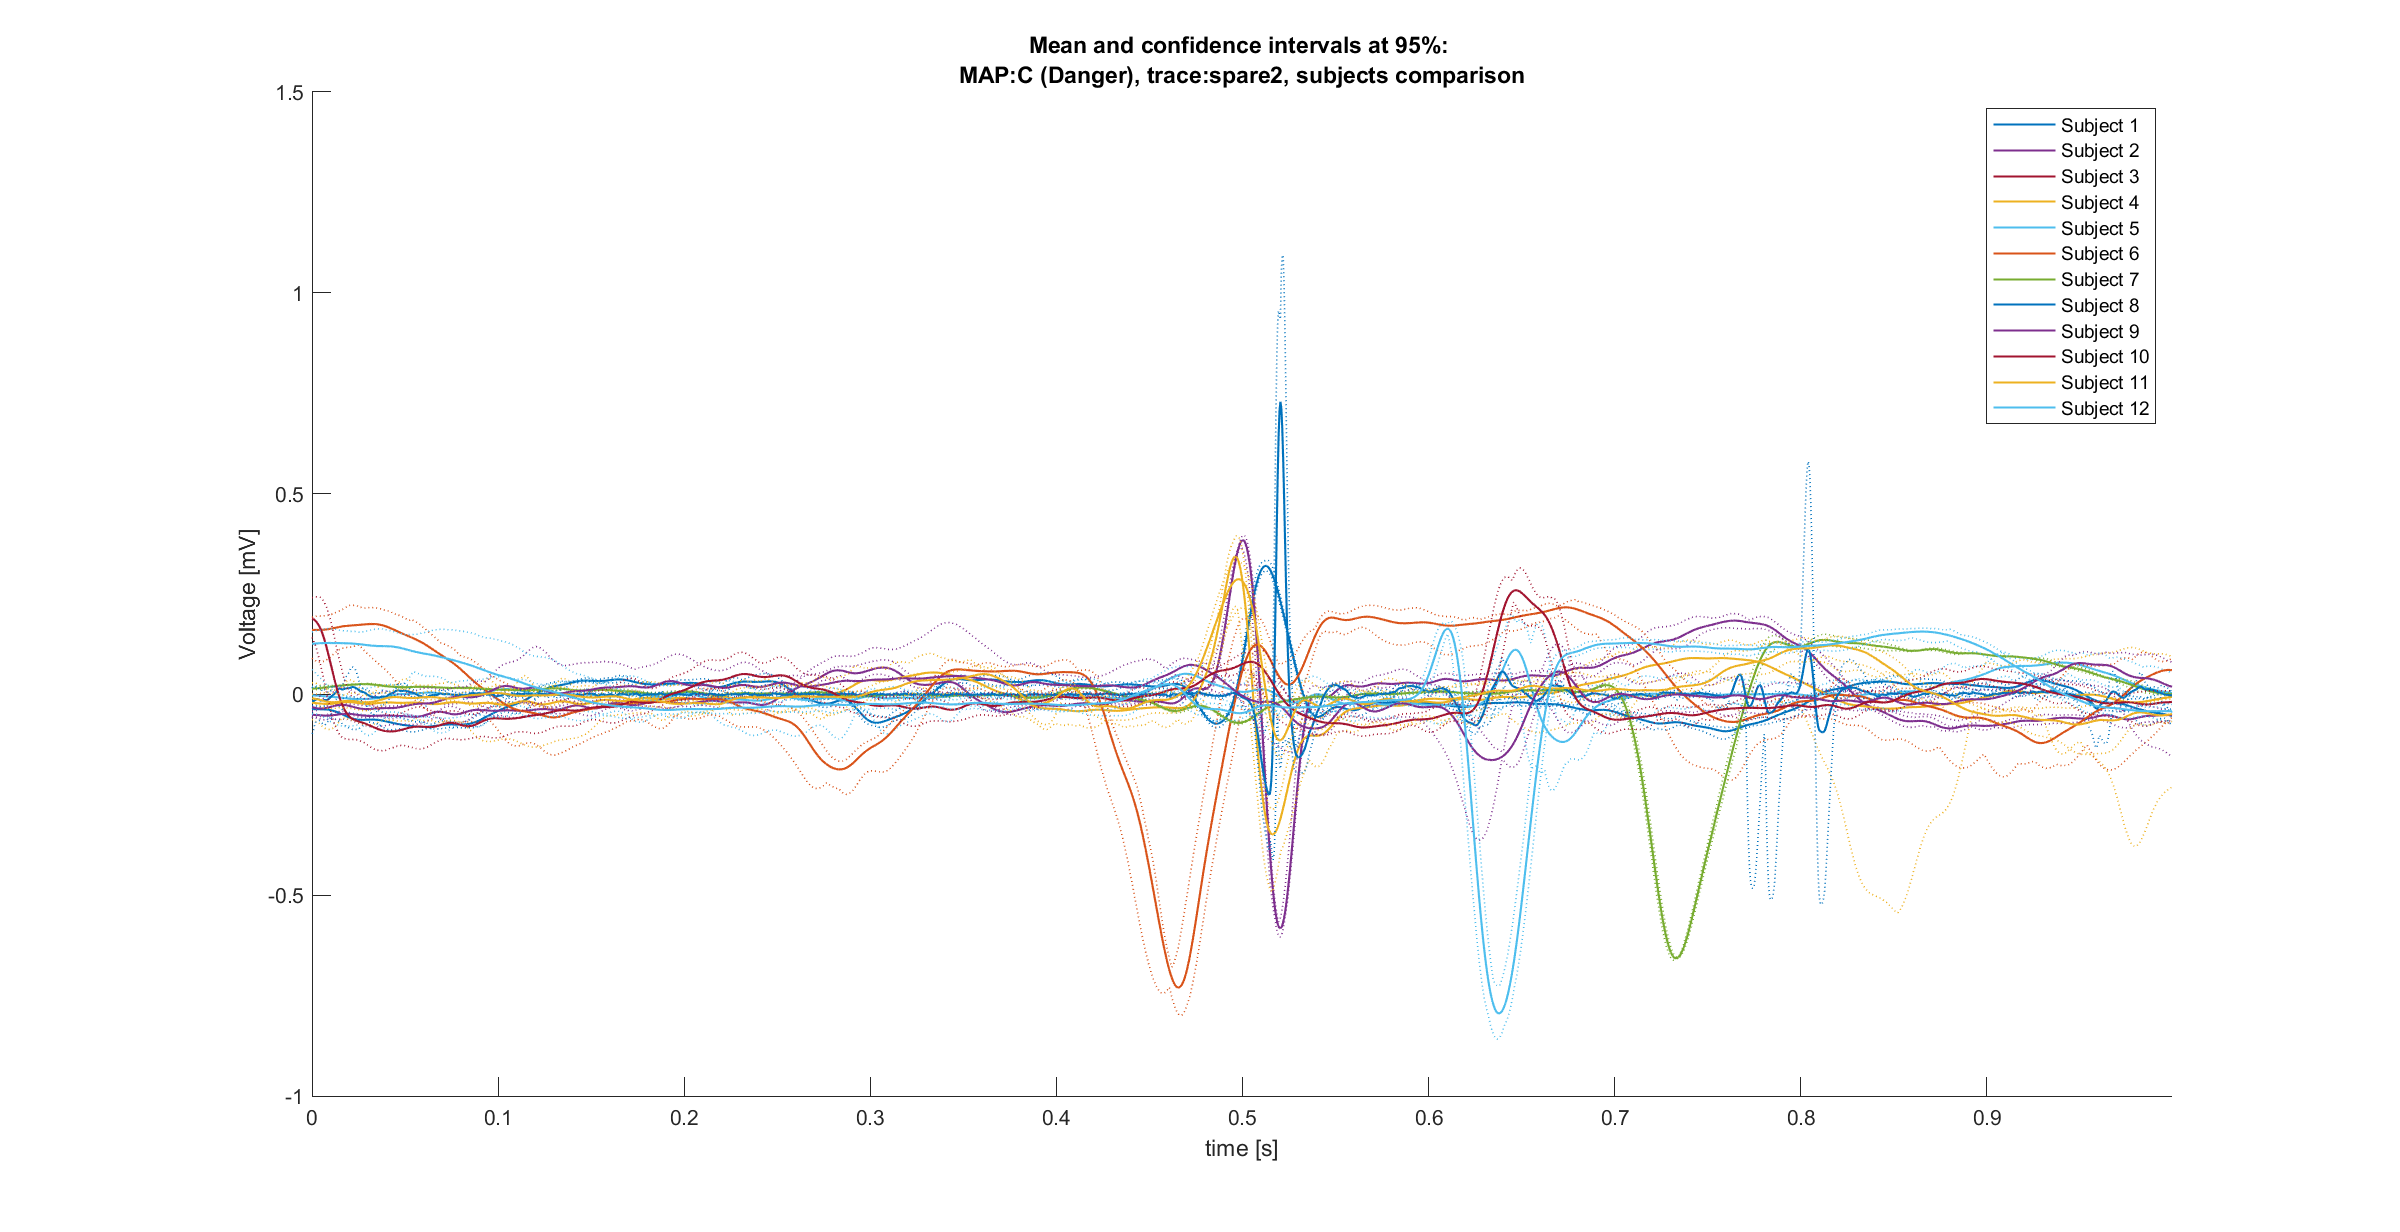 Mean and confidence intervals at 95%:
MAP:C (Danger), trace:spare2, subjects comparison
1.5
1
0.5
0
-0.5
-1
Voltage [mV]
Subject 1
Subject 2
Subject 3
Subject 4
Subject 5
Subject 6
Subject 7
Subject 8
Subject 9
Subject 10
Subject 11
Subject 12
0 0.1 0.2 0.3 0.4 0.5 0.6 0.7 0.8 0.9
time [s]